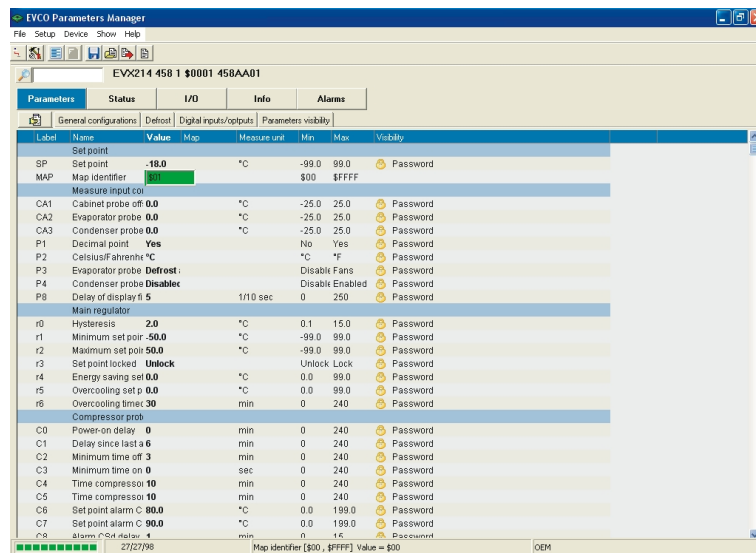 EVCO Parameters Manager
File Setup Device Show Help
EVX214 458 1 $0001 458AA01
Parameters Status I/O Info Alarms
General configurations Defrost Digital inputs/optputs Parameters visibility
Label Name Value Map Measure unit Min Max Visibility
Set point
SP Set point -18.0 °C -99.0 99.0 Password
MAP Map identifier $01 $00 $FFFF
Measure input cor
CA1 Cabinet probe off 0.0 °C -25.0 25.0 Password
CA2 Evaporator probe 0.0 °C -25.0 25.0 Password
CA3 Condenser probe 0.0 °C -25.0 25.0 Password
P1 Decimal point Yes No Yes Password
P2 Celsius/Fahrenhe °C °C °F Password
P3 Evaporator probe Defrost Disable Fans Password
P4 Condenser probe Disabled Disable Enabled Password
P8 Delay of display fi 5 1/10 sec 0 250 Password
Main regulator
r0 Hysteresis 2.0 °C 0.1 15.0 Password
r1 Minimum set poir -50.0 °C -99.0 99.0 Password
r2 Maximum set poir 50.0 °C -99.0 99.0 Password
r3 Set point locked Unlock Unlock Lock Password
r4 Energy saving set 0.0 °C 0.0 99.0 Password
r5 Overcooling set p 0.0 °C 0.0 99.0 Password
r6 Overcooling timec 30 min 0 240 Password
Compressor prot
C0 Power-on delay 0 min 0 240 Password
C1 Delay since last a 6 min 0 240 Password
C2 Minimum time off 3 min 0 240 Password
C3 Minimum time on 0 sec 0 240 Password
C4 Time compressor 10 min 0 240 Password
C5 Time compressor 10 min 0 240 Password
C6 Set point alarm C 80.0 °C 0.0 199.0 Password
C7 Set point alarm C 90.0 °C 0.0 199.0 Password
C8 Alarm CSd delay 1 min 0 15 Password
27/27/98 Map identifier [$00 , $FFFF] Value = $00 OEM